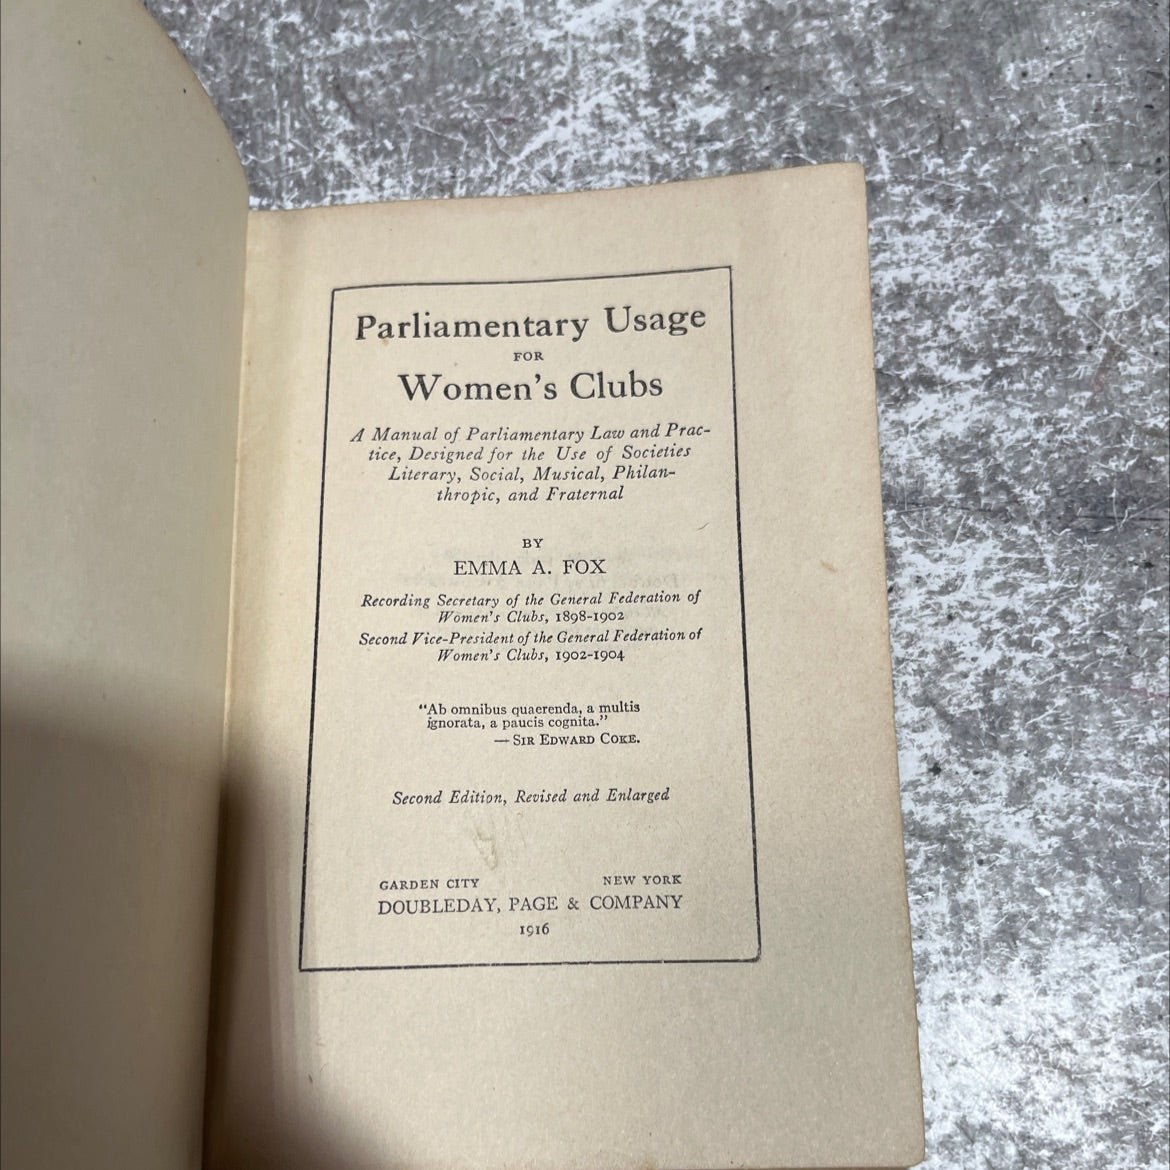 Parliamentary Usage
FOR
Women's Clubs
A Manual of Parliamentary Law and Prac-
tice, Designed for the Use of Societies
Literary, Social, Musical, Philan-
thropic, and Fraternal
BY
EMMA A. FOX
Recording Secretary of the General Federation of
Women's Clubs, 1898-1902
Second Vice-President of the General Federation of
Women's Clubs, 1902-1904
"Ab omnibus quaerenda, a multis
ignorata, a paucis cognita."
— SIR EDWARD COKE.
Second Edition, Revised and Enlarged
GARDEN CITY NEW YORK
DOUBLEDAY, PAGE & COMPANY
1916